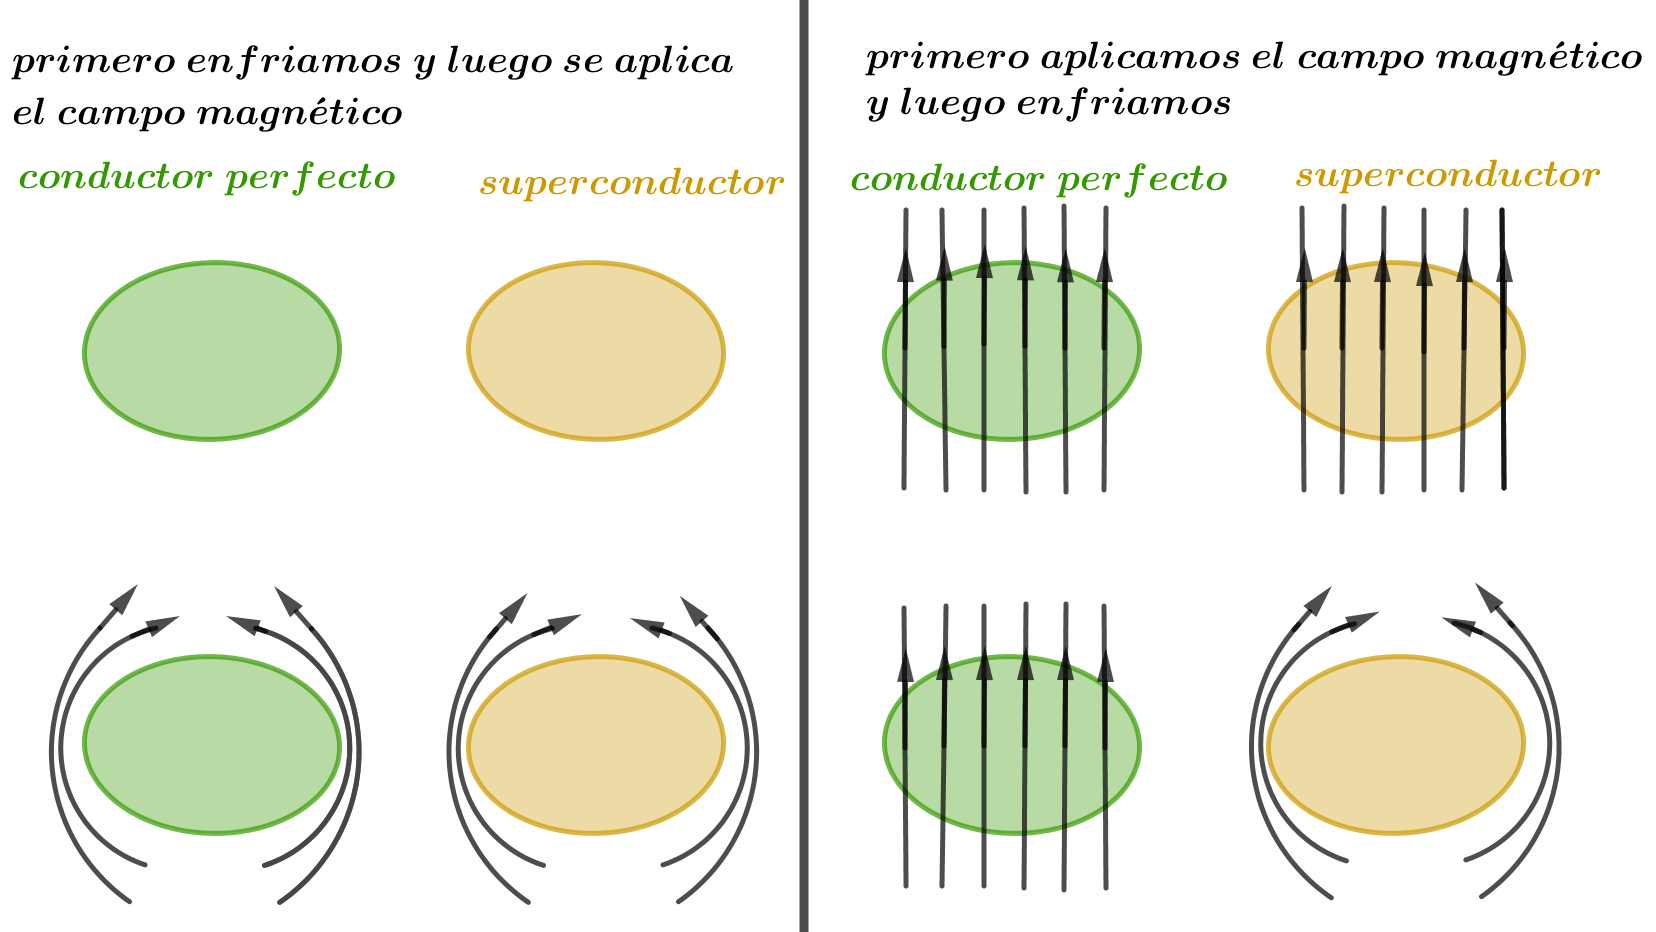 primero enfriamos y luego se aplica
el campo magnético
conductor perfecto
superconductor
primero aplicamos el campo magnético
y luego enfriamos
conductor perfecto
superconductor